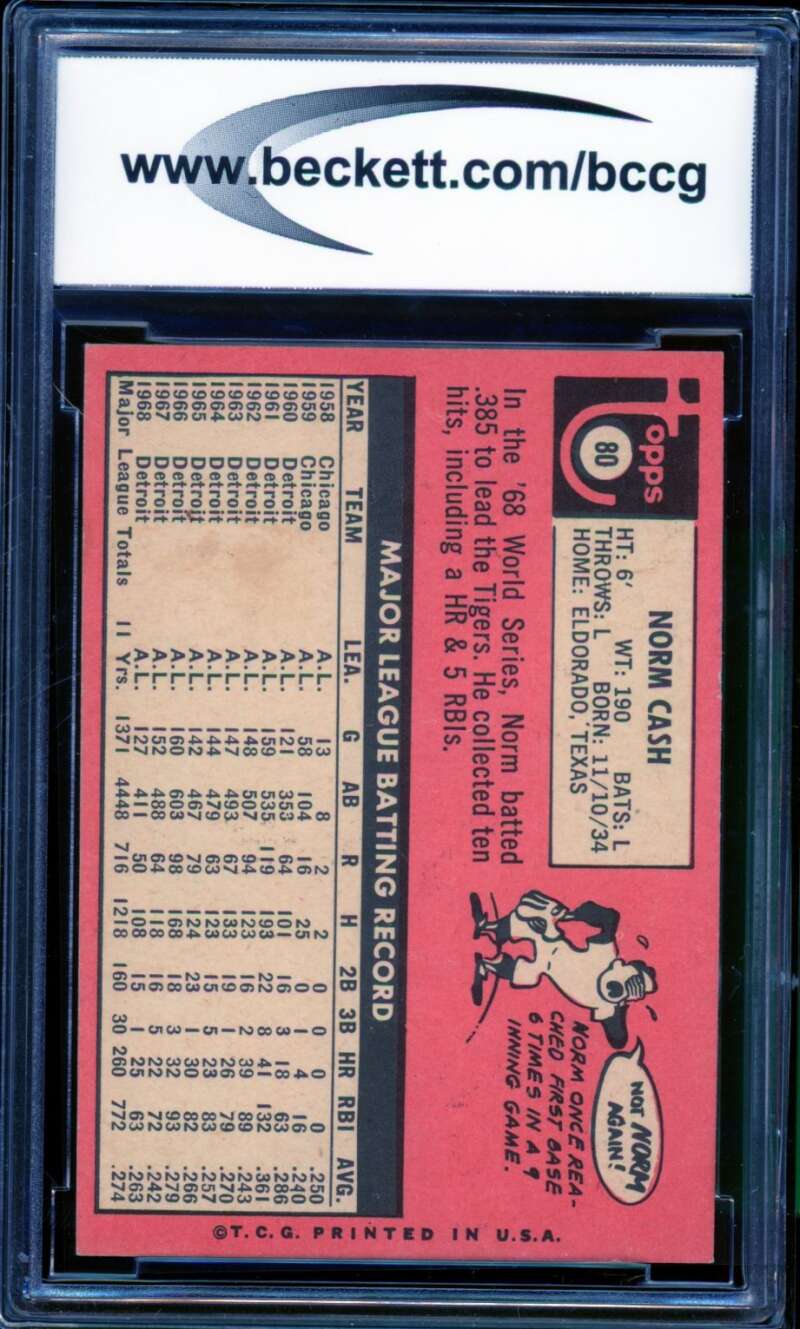 www.beckett.com/bccg
Topps
80
NORM CASH
HT: 6' WT: 190 BATS: L
THROWS: L BORN: 11/10/34
HOME: ELDORADO, TEXAS
In the '68 World Series, Norm batted
.385 to lead the Tigers. He collected ten
hits, including a HR & 5 RBIs.
NOT NORM
AGAIN!
NORM ONCE REA-
CHED FIRST BASE
6 TIMES IN A 9
INNING GAME.
MAJOR LEAGUE BATTING RECORD
YEAR TEAM LEA. G AB R H 2B 3B HR RBI AVG.
1958 Chicago A.L. 13 8 2 2 0 0 0 0 .250
1959 Chicago A.L. 58 104 16 25 0 1 4 16 .240
1960 Detroit A.L. 121 353 64 101 16 3 18 63 .286
1961 Detroit A.L. 159 535 119 193 22 8 41 132 .361
1962 Detroit A.L. 148 507 94 123 16 2 39 89 .243
1963 Detroit A.L. 147 493 67 133 19 1 26 79 .270
1964 Detroit A.L. 144 479 63 123 15 5 23 83 .257
1965 Detroit A.L. 142 467 79 124 23 1 30 82 .266
1966 Detroit A.L. 160 603 98 168 18 3 32 93 .279
1967 Detroit A.L. 152 488 64 118 16 5 22 72 .242
1968 Detroit A.L. 127 411 50 108 15 1 25 63 .263
Major League Totals 11 Yrs. 1371 4448 716 1218 160 30 260 772 .274
©T.C.G. PRINTED IN U.S.A.